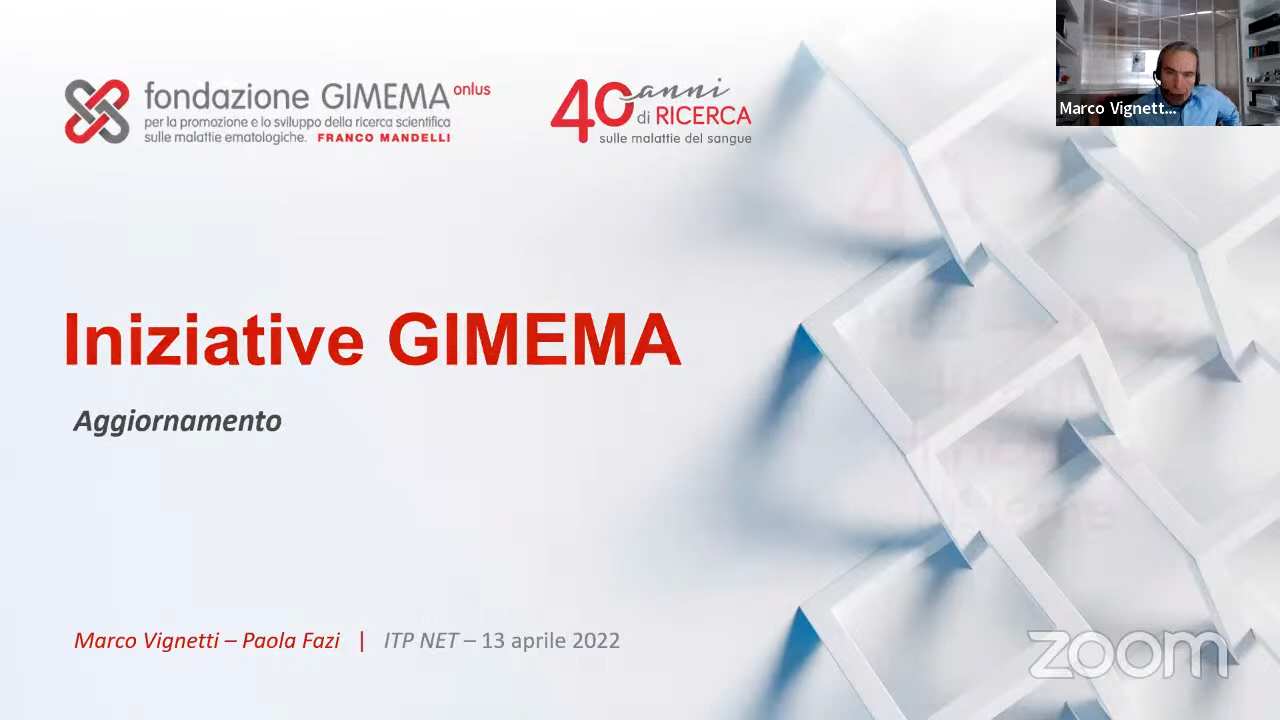 fondazione GIMEMA onlus
per la promozione e lo sviluppo della ricerca scientifica
sulle malattie ematologiche. FRANCO MANDELLI
40 anni
di RICERCA
sulle malattie del sangue
Marco Vignett...
Iniziative GIMEMA
Aggiornamento
Marco Vignetti – Paola Fazi | ITP NET – 13 aprile 2022
zoom